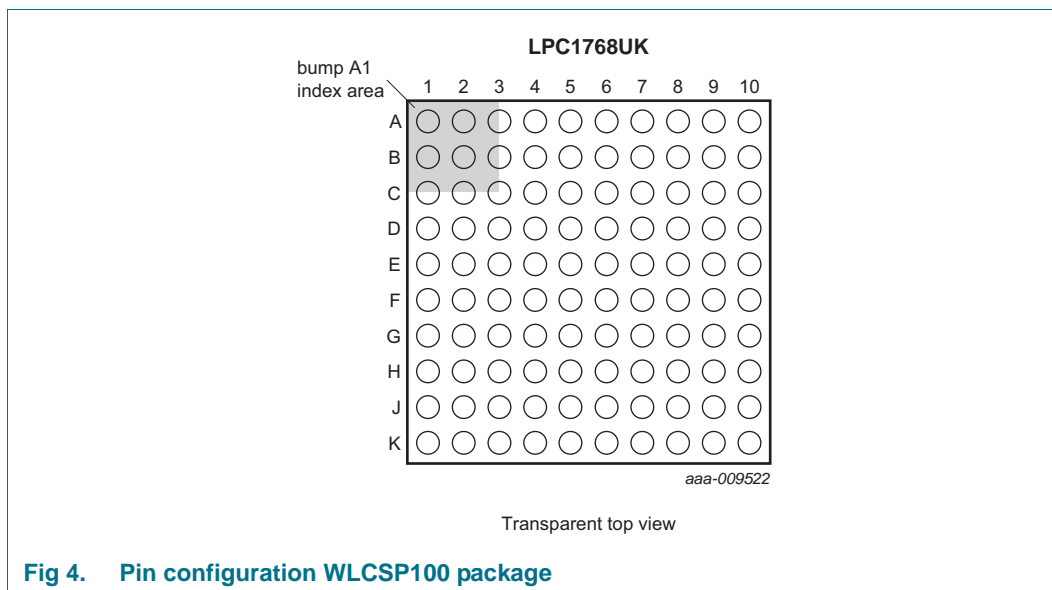 LPC1768UK
bump A1
index area
1 2 3 4 5 6 7 8 9 10
A
B
C
D
E
F
G
H
J
K
aaa-009522
Transparent top view
Fig 4. Pin configuration WLCSP100 package